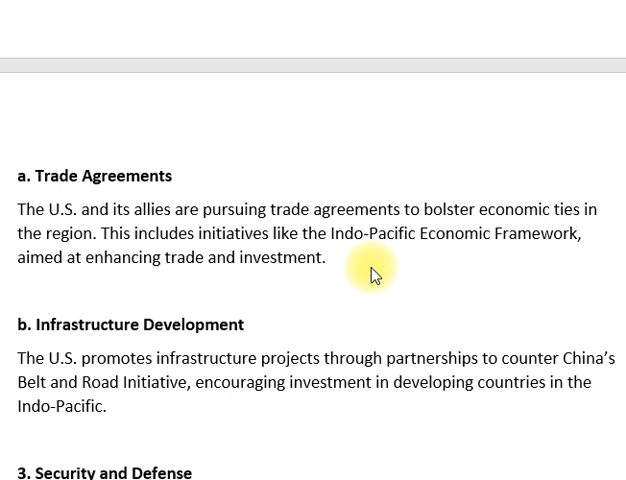 a. Trade Agreements
The U.S. and its allies are pursuing trade agreements to bolster economic ties in
the region. This includes initiatives like the Indo-Pacific Economic Framework,
aimed at enhancing trade and investment.
b. Infrastructure Development
The U.S. promotes infrastructure projects through partnerships to counter China’s
Belt and Road Initiative, encouraging investment in developing countries in the
Indo-Pacific.
3. Security and Defense